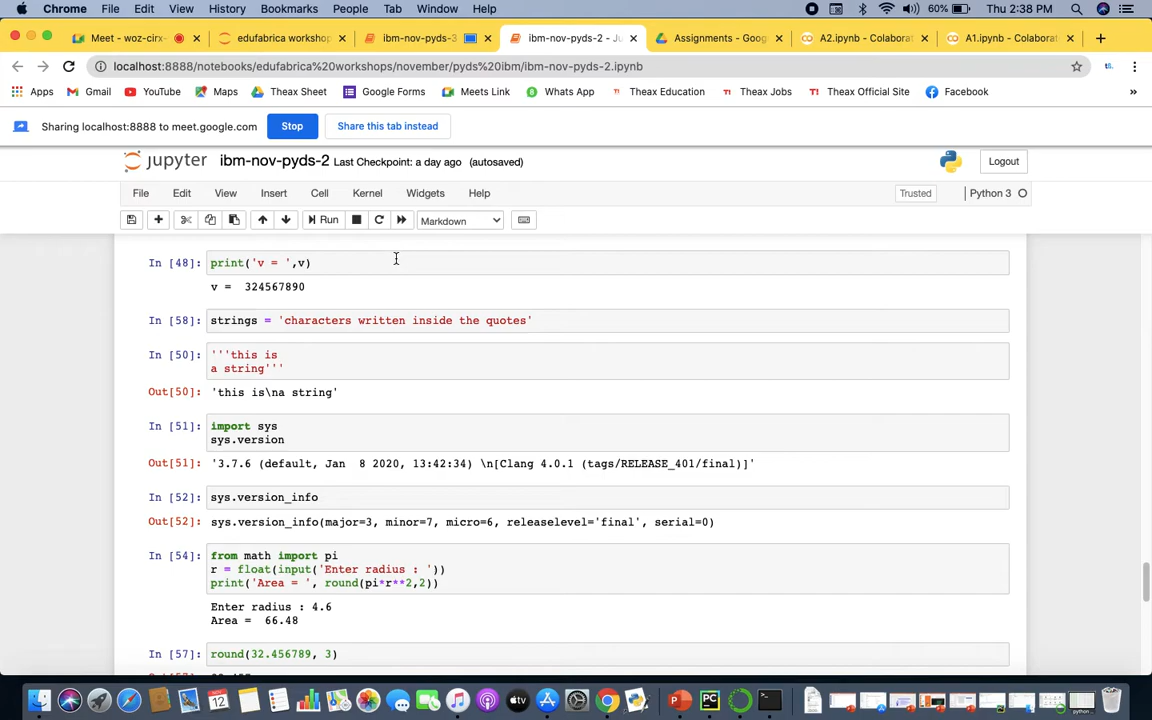 Chrome File Edit View History Bookmarks People Tab Window Help 60% Thu 2:38 PM
Meet - woz-cirx- edufabrica workshop ibm-nov-pyds-3 ibm-nov-pyds-2 - Ju Assignments - Goog A2.ipynb - Colaborat A1.ipynb - Colaborat
localhost:8888/notebooks/edufabrica%20workshops/november/pyds%20ibm/ibm-nov-pyds-2.ipynb
Apps Gmail YouTube Maps Theax Sheet Google Forms Meets Link Whats App Theax Education Theax Jobs Theax Official Site Facebook »
Sharing localhost:8888 to meet.google.com Stop Share this tab instead
jupyter ibm-nov-pyds-2 Last Checkpoint: a day ago (autosaved) Logout
File Edit View Insert Cell Kernel Widgets Help Trusted Python 3
Run Markdown
In [48]: print('v = ',v)
v =  324567890
In [58]: strings = 'characters written inside the quotes'
In [50]: '''this is
a string'''
Out[50]: 'this is\na string'
In [51]: import sys
sys.version
Out[51]: '3.7.6 (default, Jan  8 2020, 13:42:34) \n[Clang 4.0.1 (tags/RELEASE_401/final)]'
In [52]: sys.version_info
Out[52]: sys.version_info(major=3, minor=7, micro=6, releaselevel='final', serial=0)
In [54]: from math import pi
r = float(input('Enter radius : '))
print('Area = ', round(pi*r**2,2))
Enter radius : 4.6
Area =  66.48
In [57]: round(32.456789, 3)